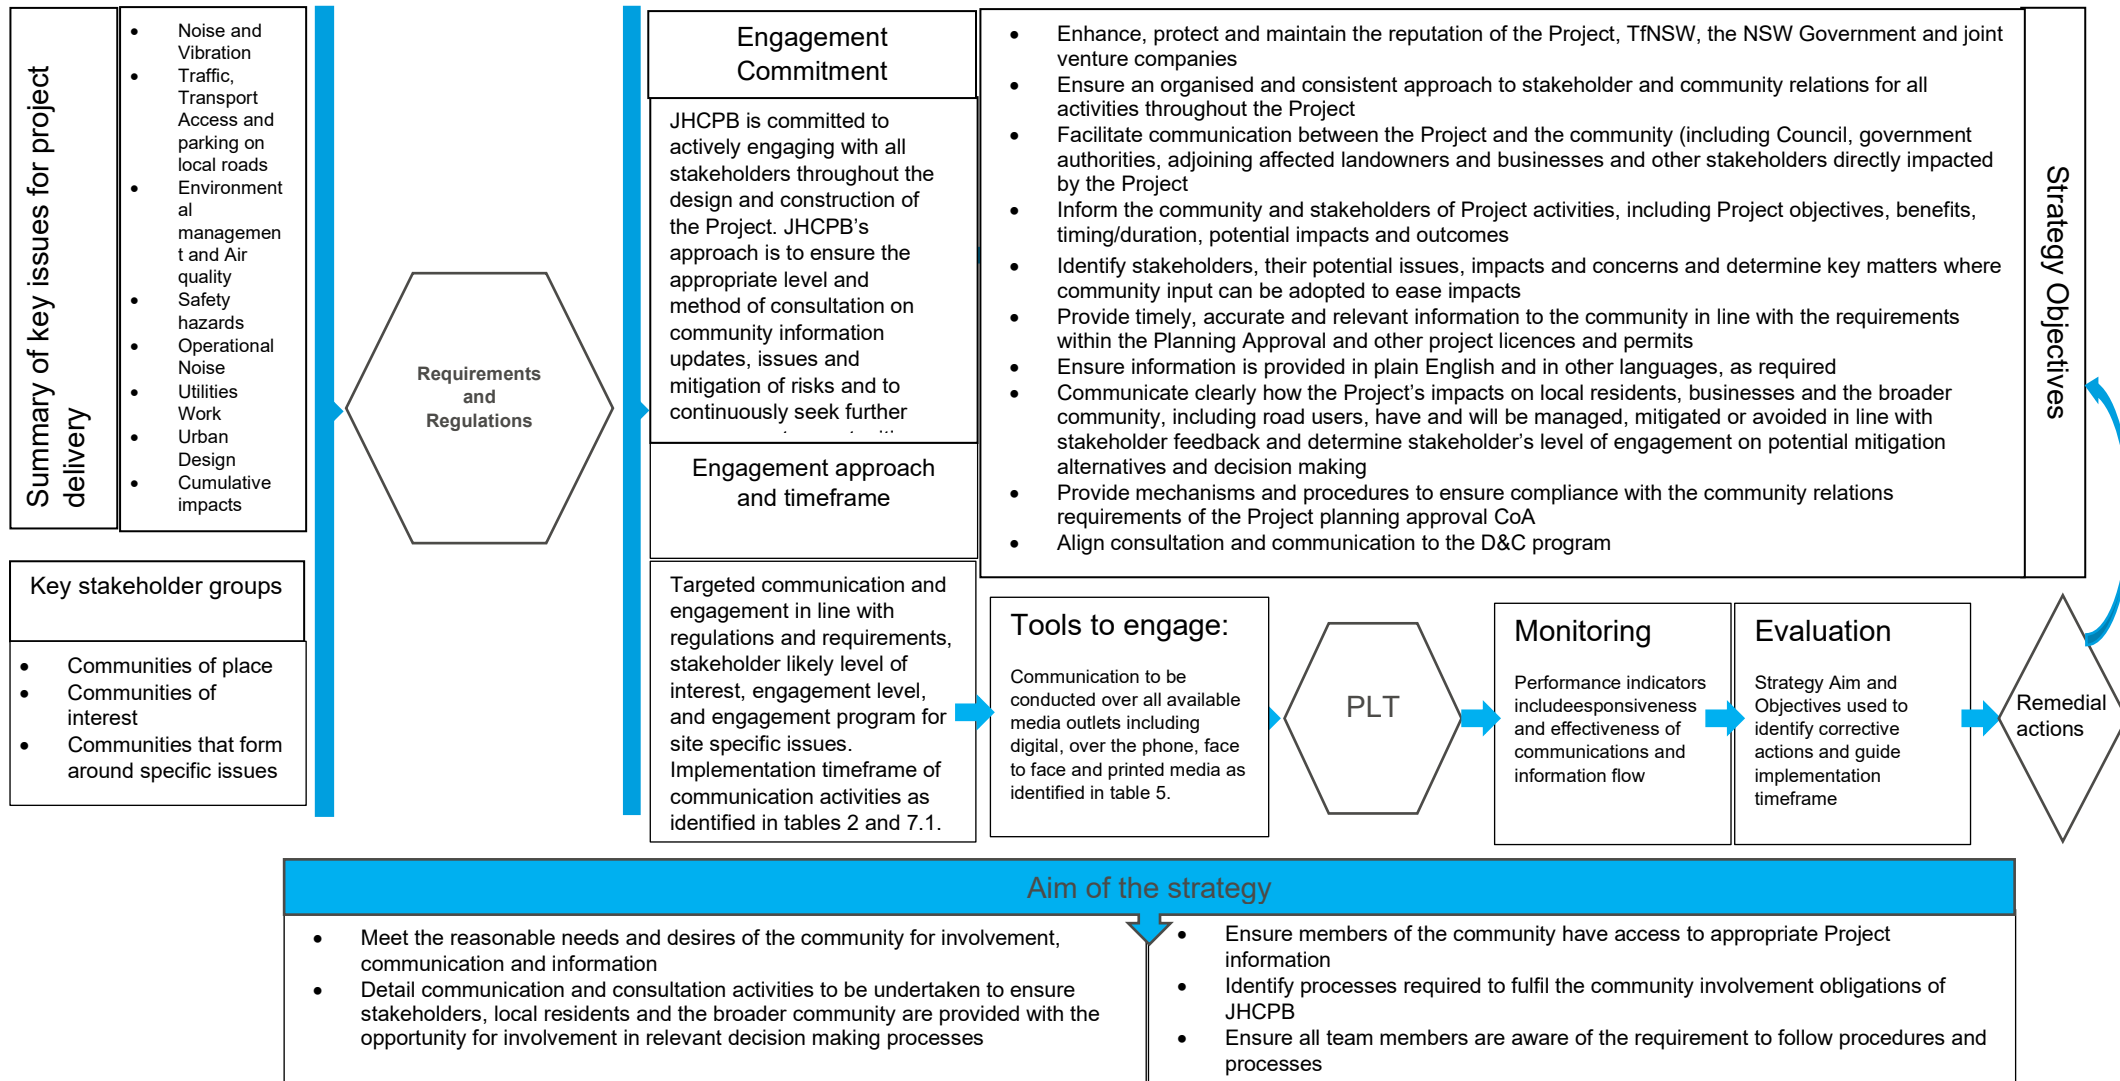 Summary of key issues for project
delivery
• Noise and
Vibration
• Traffic,
Transport
Access and
parking on
local roads
• Environment
al
managemen
t and Air
quality
• Safety
hazards
• Operational
Noise
• Utilities
Work
• Urban
Design
• Cumulative
impacts
Key stakeholder groups
• Communities of place
• Communities of
interest
• Communities that form
around specific issues
Requirements
and
Regulations
Engagement
Commitment
JHCPB is committed to
actively engaging with all
stakeholders throughout the
design and construction of
the Project. JHCPB’s
approach is to ensure the
appropriate level and
method of consultation on
community information
updates, issues and
mitigation of risks and to
continuously seek further
Engagement approach
and timeframe
Targeted communication and
engagement in line with
regulations and requirements,
stakeholder likely level of
interest, engagement level,
and engagement program for
site specific issues.
Implementation timeframe of
communication activities as
identified in tables 2 and 7.1.
• Enhance, protect and maintain the reputation of the Project, TfNSW, the NSW Government and joint
venture companies
• Ensure an organised and consistent approach to stakeholder and community relations for all
activities throughout the Project
• Facilitate communication between the Project and the community (including Council, government
authorities, adjoining affected landowners and businesses and other stakeholders directly impacted
by the Project
• Inform the community and stakeholders of Project activities, including Project objectives, benefits,
timing/duration, potential impacts and outcomes
• Identify stakeholders, their potential issues, impacts and concerns and determine key matters where
community input can be adopted to ease impacts
• Provide timely, accurate and relevant information to the community in line with the requirements
within the Planning Approval and other project licences and permits
• Ensure information is provided in plain English and in other languages, as required
• Communicate clearly how the Project’s impacts on local residents, businesses and the broader
community, including road users, have and will be managed, mitigated or avoided in line with
stakeholder feedback and determine stakeholder’s level of engagement on potential mitigation
alternatives and decision making
• Provide mechanisms and procedures to ensure compliance with the community relations
requirements of the Project planning approval CoA
• Align consultation and communication to the D&C program
Strategy Objectives
Tools to engage:
Communication to be
conducted over all available
media outlets including
digital, over the phone, face
to face and printed media as
identified in table 5.
PLT
Monitoring
Performance indicators
includeesponsiveness
and effectiveness of
communications and
information flow
Evaluation
Strategy Aim and
Objectives used to
identify corrective
actions and guide
implementation
timeframe
Remedial
actions
Aim of the strategy
• Meet the reasonable needs and desires of the community for involvement,
communication and information
• Detail communication and consultation activities to be undertaken to ensure
stakeholders, local residents and the broader community are provided with the
opportunity for involvement in relevant decision making processes
• Ensure members of the community have access to appropriate Project
information
• Identify processes required to fulfil the community involvement obligations of
JHCPB
• Ensure all team members are aware of the requirement to follow procedures and
processes